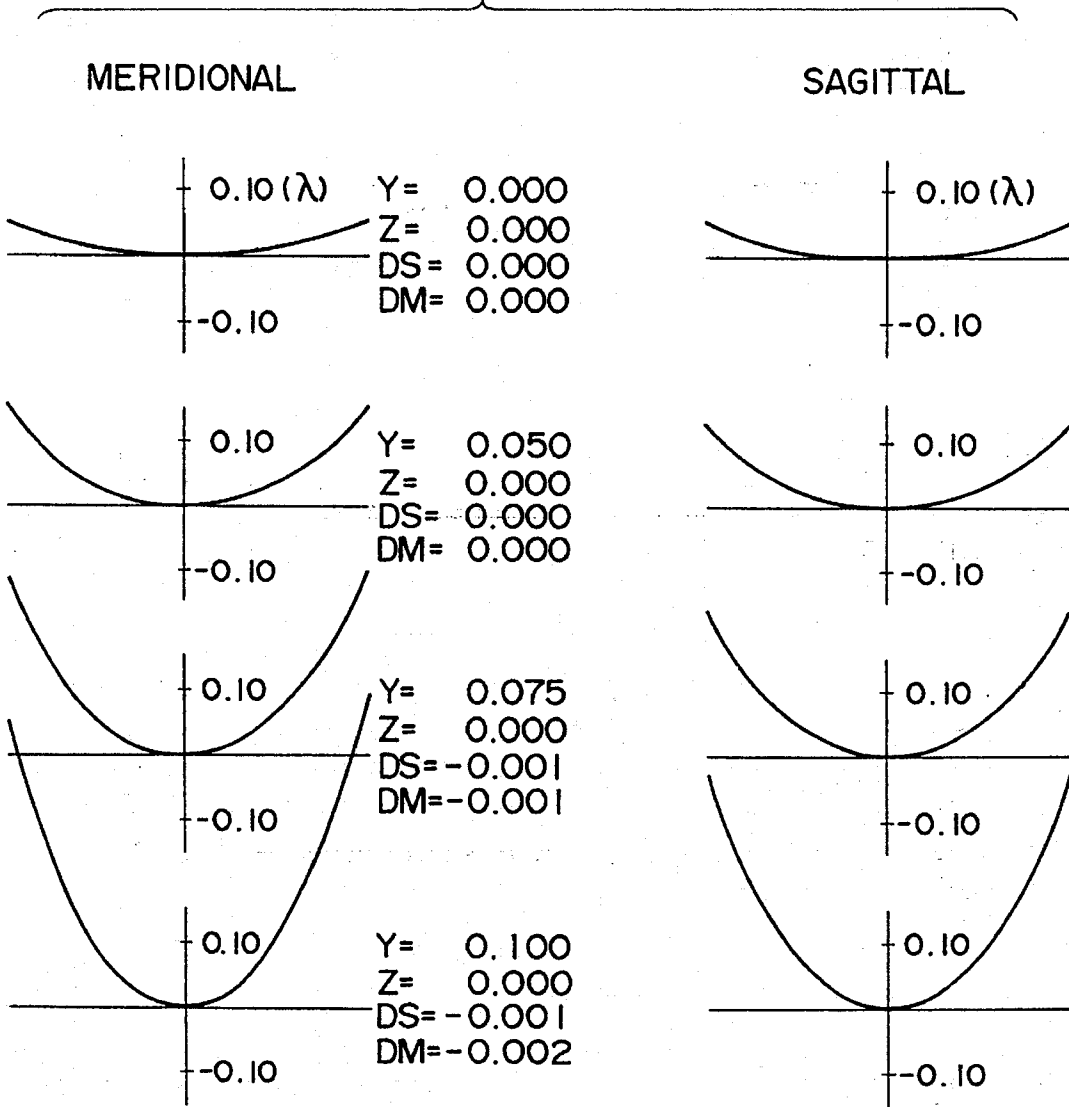 MERIDIONAL SAGITTAL
0.10 (λ) Y= 0.000 0.10 (λ)
Z= 0.000
DS= 0.000
-0.10 DM= 0.000 -0.10
0.10 Y= 0.050 0.10
Z= 0.000
DS= 0.000
-0.10 DM= 0.000 -0.10
0.10 Y= 0.075 0.10
Z= 0.000
DS=-0.001
-0.10 DM=-0.001 -0.10
0.10 Y= 0.100 0.10
Z= 0.000
DS=-0.001
-0.10 DM=-0.002 -0.10